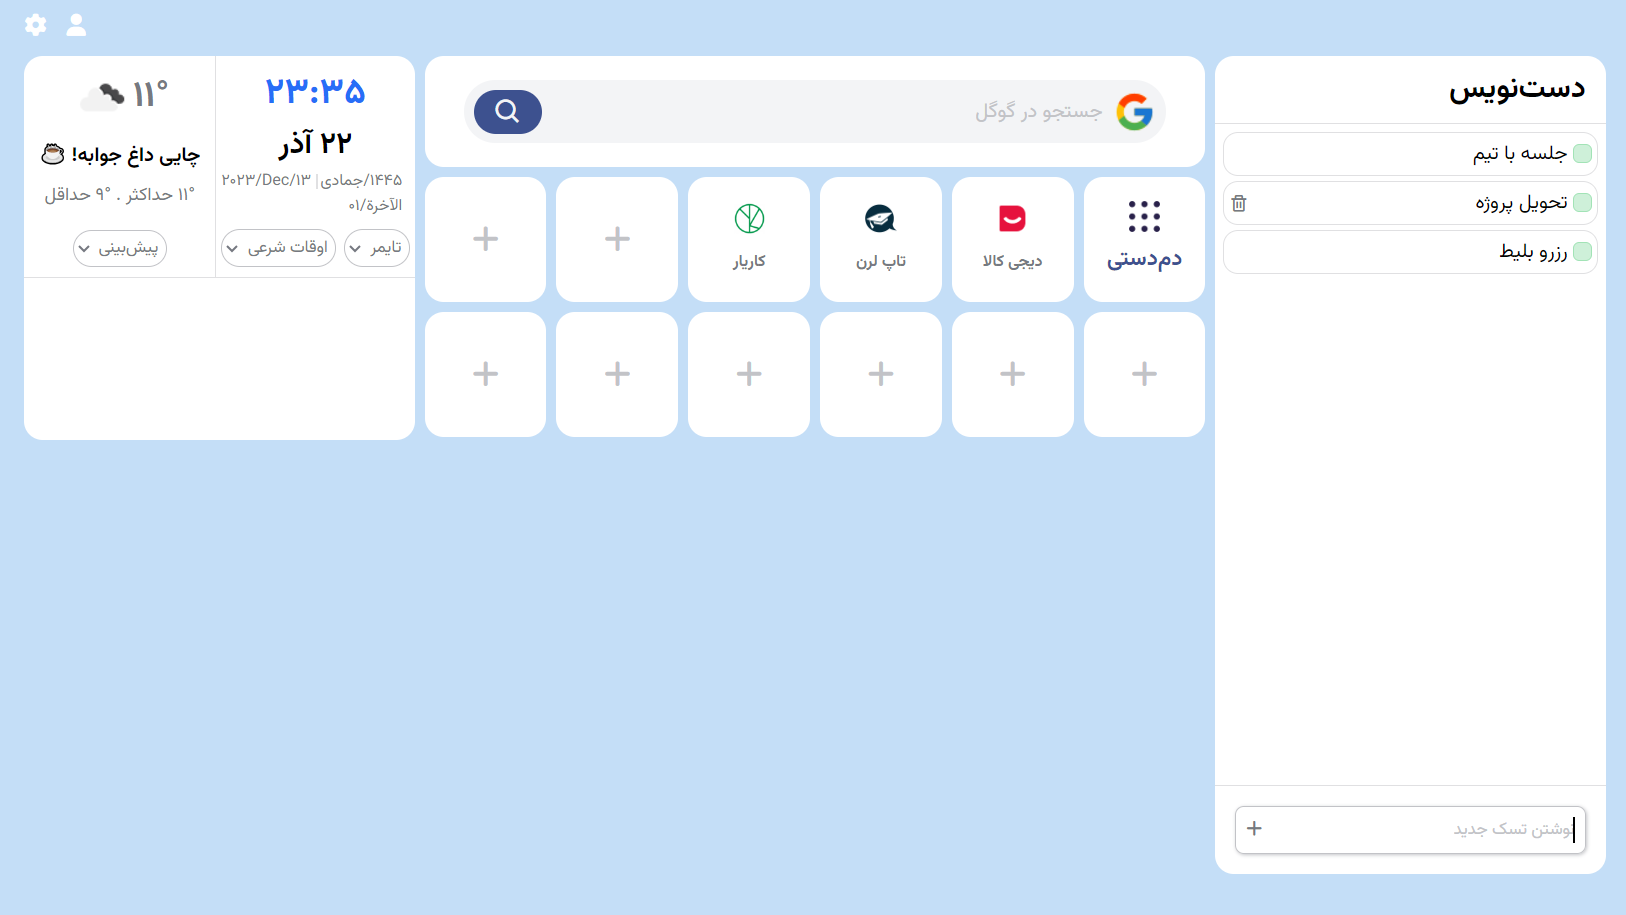 دست‌نویس
جلسه با تیم
تحویل پروژه
رزرو بلیط
نوشتن تسک جدید
جستجو در گوگل
دم‌دستی
دیجی کالا
تاپ لرن
کاریار
۲۳:۳۵
۲۲ آذر
۱۴۴۵/جمادی | ۲۰۲۳/Dec/۱۳
الآخرة/۰۱
تایمر
اوقات شرعی
۱۱°
چایی داغ جوابه! ☕
۱۱° حداکثر . ۹° حداقل
پیش‌بینی